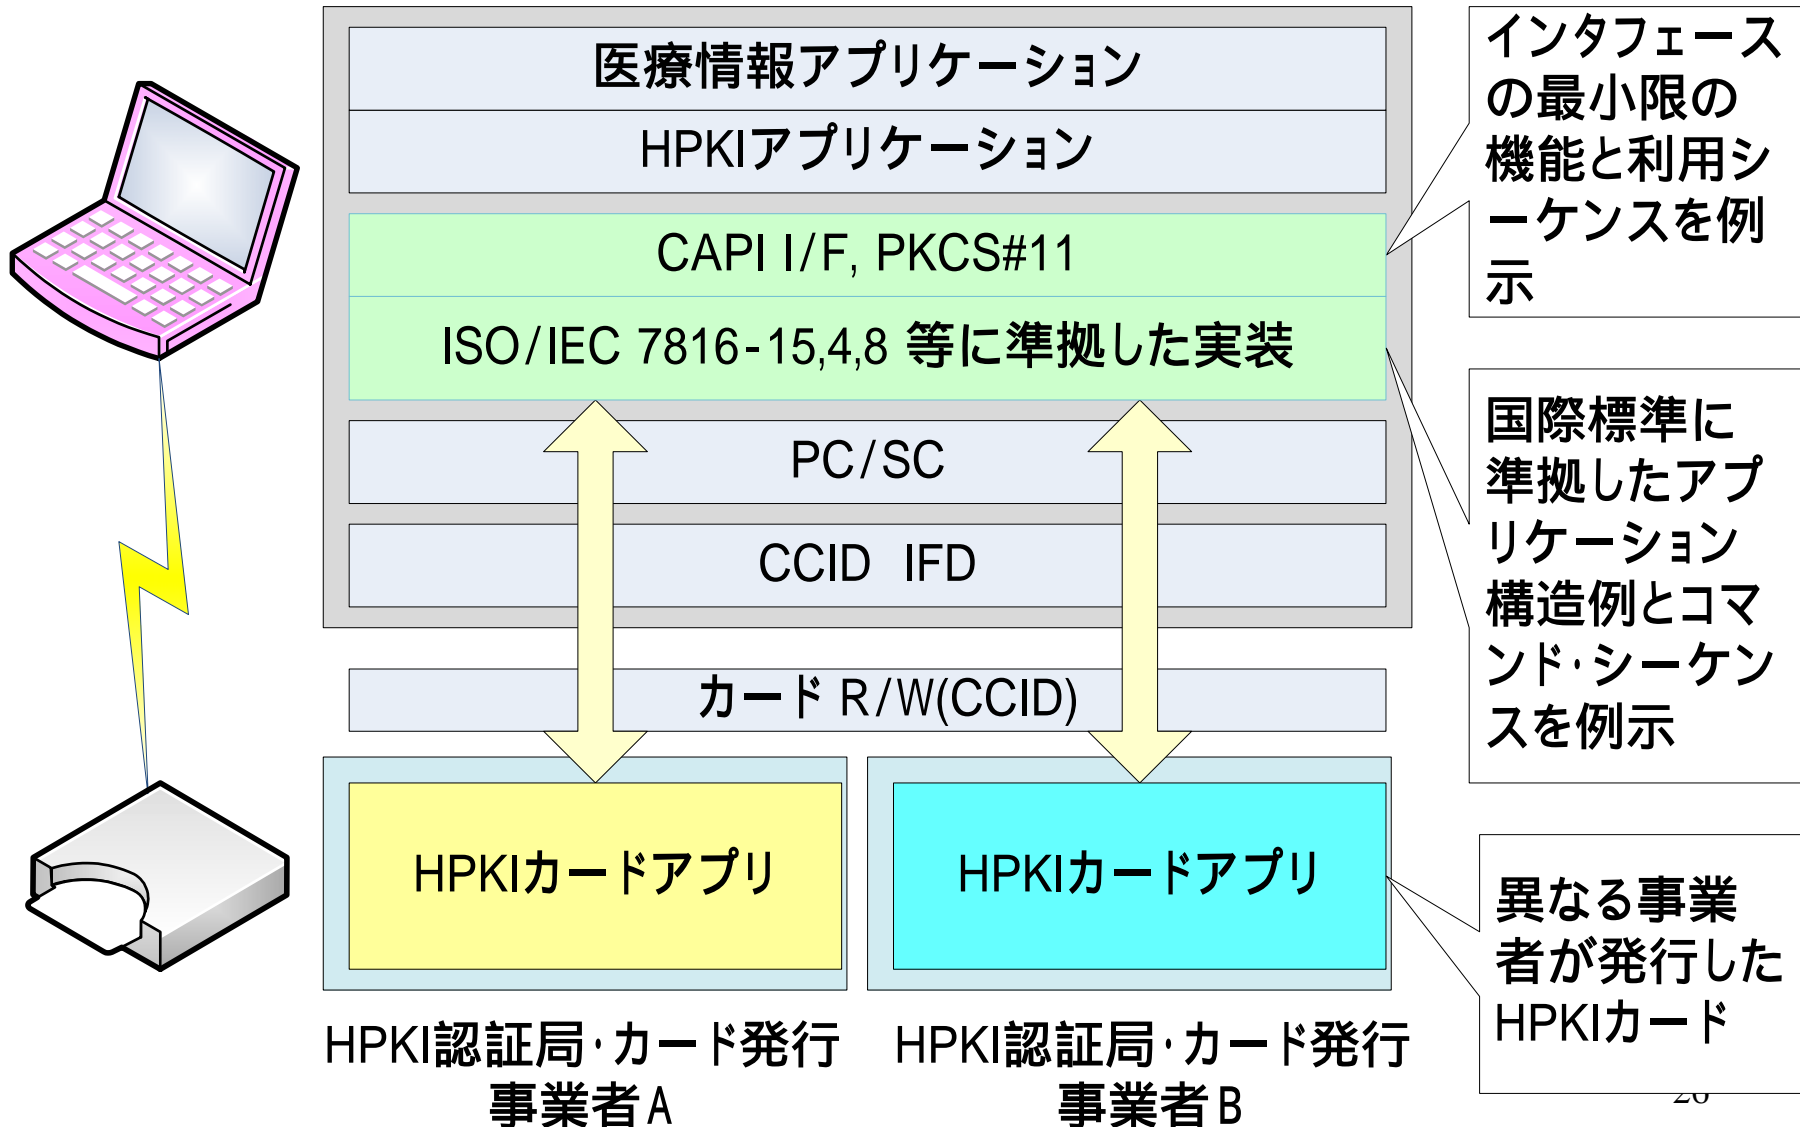 医療情報アプリケーション
HPKIアプリケーション
CAPI I/F, PKCS#11
ISO/IEC 7816-15,4,8 等に準拠した実装
PC/SC
CCID IFD
カード R/W(CCID)
HPKIカードアプリ
HPKIカードアプリ
HPKI認証局・カード発行
事業者A
HPKI認証局・カード発行
事業者B
インタフェース
の最小限の
機能と利用シ
ーケンスを例
示
国際標準に
準拠したアプ
リケーション
構造例とコマ
ンド・シーケン
スを例示
異なる事業
者が発行した
HPKIカード